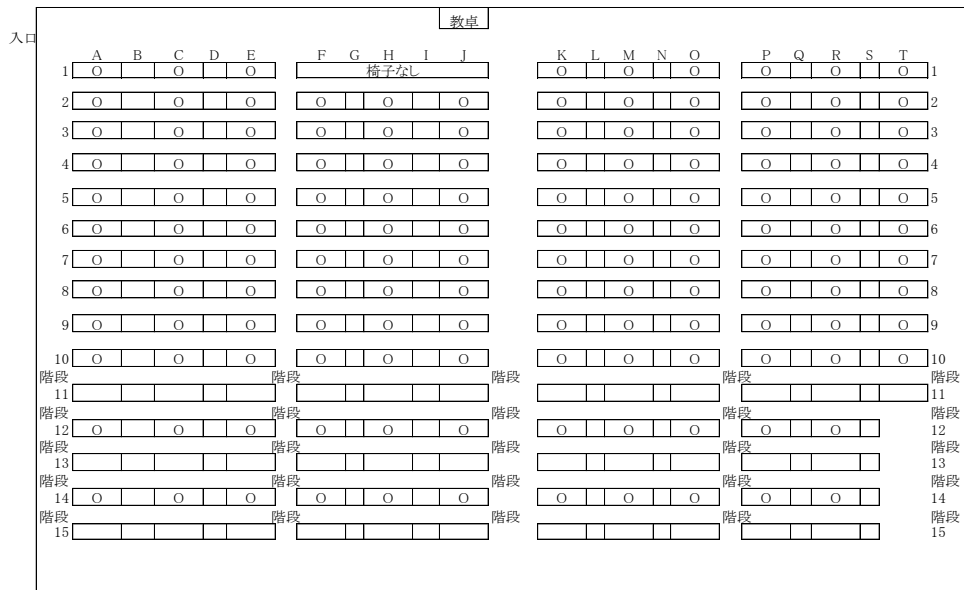 教卓
入口
A B C D E F G H I J K L M N O P Q R S T
1 O O O 椅子なし O O O O O O 1
2 O O O O O O O O O O O O 2
3 O O O O O O O O O O O O 3
4 O O O O O O O O O O O O 4
5 O O O O O O O O O O O O 5
6 O O O O O O O O O O O O 6
7 O O O O O O O O O O O O 7
8 O O O O O O O O O O O O 8
9 O O O O O O O O O O O O 9
10 O O O O O O O O O O O O 10
階段 階段 階段 階段 階段
11 11
階段 階段 階段 階段 階段
12 O O O O O O O O O O O 12
階段 階段 階段 階段 階段
13 13
階段 階段 階段 階段 階段
14 O O O O O O O O O O O 14
階段 階段 階段 階段 階段
15 15